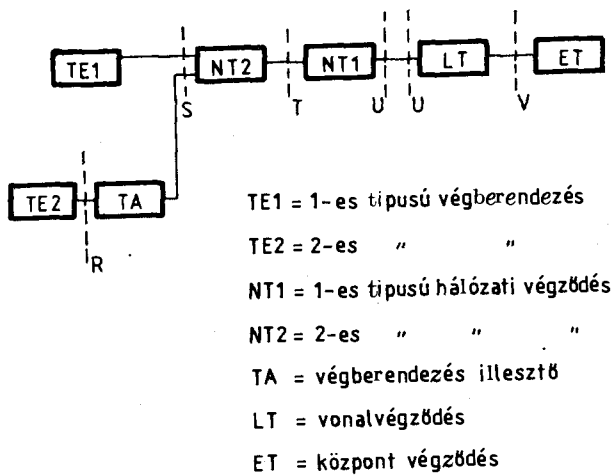 TE1 NT2 NT1 LT ET
S T U U V
TE2 TA
R
TE1 = 1-es tipusú végberendezés
TE2 = 2-es " "
NT1 = 1-es tipusú hálózati végződés
NT2 = 2-es " " "
TA = végberendezés illesztő
LT = vonalvégződés
ET = központ végződés